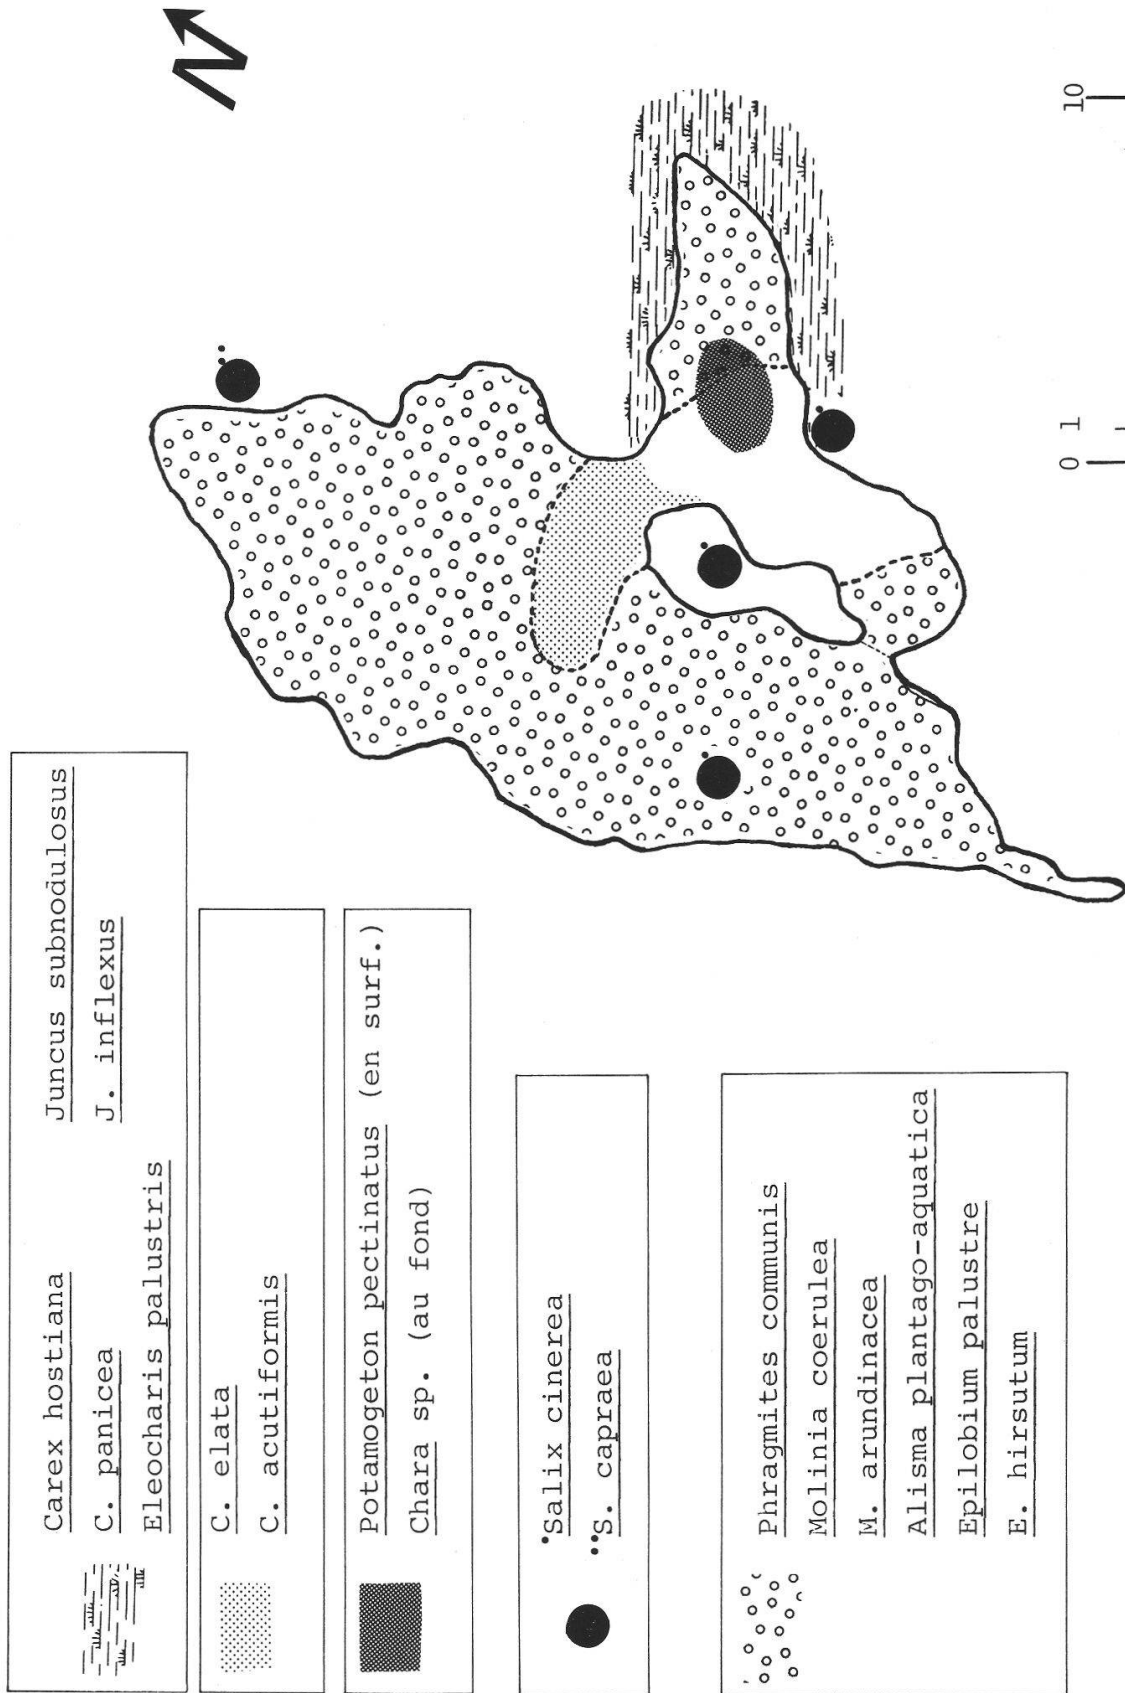 N
Carex hostiana
C. panicea
Eleocharis palustris
Juncus subnodulosus
J. inflexus
C. elata
C. acutiformis
Potamogeton pectinatus (en surf.)
Chara sp. (au fond)
Salix cinerea
S. capraea
Phragmites communis
Molinia coerulea
M. arundinacea
Alisma plantago-aquatica
Epilobium palustre
E. hirsutum
0 1 10